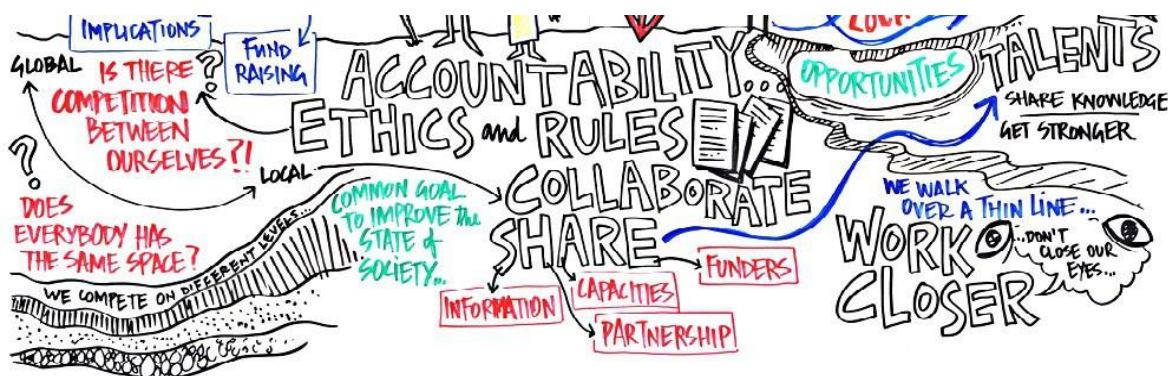 IMPLICATIONS
FUND
RAISING
GLOBAL
IS THERE
COMPETITION
BETWEEN
OURSELVES?!
?
?
LOCAL
DOES
EVERYBODY HAS
THE SAME SPACE?
WE COMPETE ON DIFFERENT LEVELS...
ACCOUNTABILITY...
ETHICS and RULES
COLLABORATE
SHARE
COMMON GOAL
TO IMPROVE the
STATE of
SOCIETY...
INFORMATION
CAPACITIES
PARTNERSHIP
FUNDERS
OPPORTUNITIES
TALENTS
SHARE KNOWLEDGE
GET STRONGER
WE WALK
OVER A THIN LINE...
WORK
CLOSER
...DON'T
CLOSE OUR
EYES...